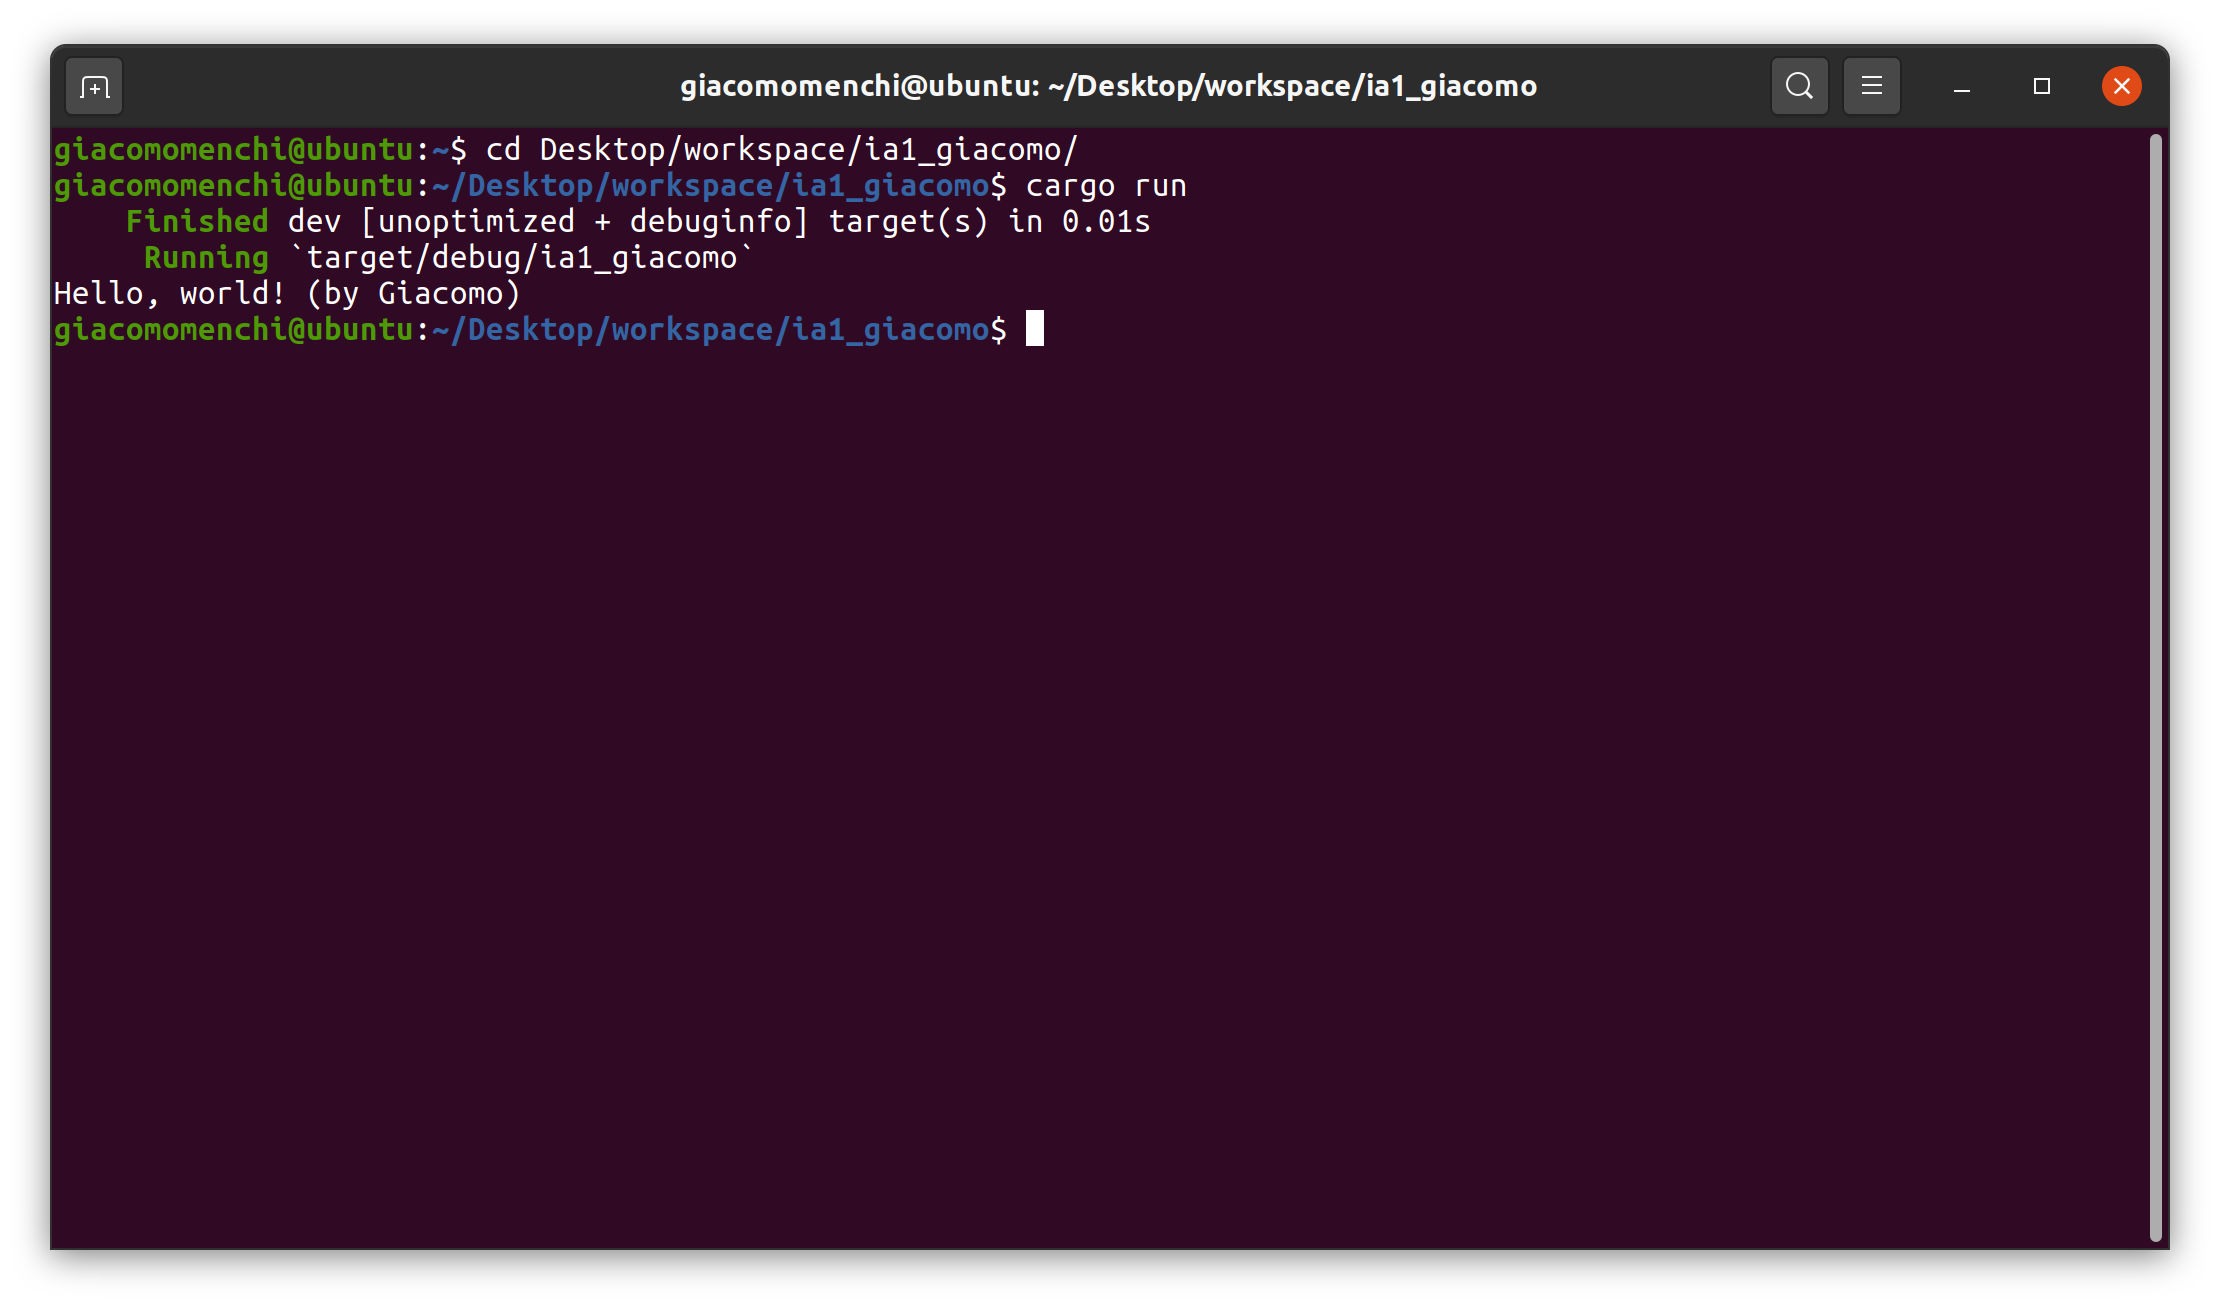 giacomomenchi@ubuntu: ~/Desktop/workspace/ia1_giacomo
giacomomenchi@ubuntu:~$ cd Desktop/workspace/ia1_giacomo/
giacomomenchi@ubuntu:~/Desktop/workspace/ia1_giacomo$ cargo run
    Finished dev [unoptimized + debuginfo] target(s) in 0.01s
     Running `target/debug/ia1_giacomo`
Hello, world! (by Giacomo)
giacomomenchi@ubuntu:~/Desktop/workspace/ia1_giacomo$